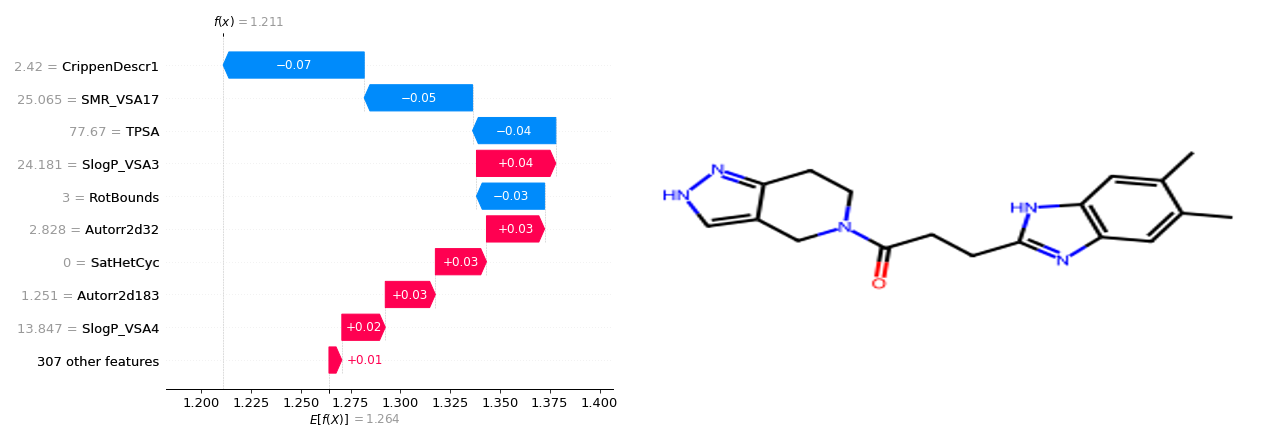 f(x) = 1.211
2.42 = CrippenDescr1
−0.07
25.065 = SMR_VSA17
−0.05
77.67 = TPSA
−0.04
24.181 = SlogP_VSA3
+0.04
3 = RotBounds
−0.03
2.828 = Autorr2d32
+0.03
0 = SatHetCyc
+0.03
1.251 = Autorr2d183
+0.03
13.847 = SlogP_VSA4
+0.02
307 other features
+0.01
1.200 1.225 1.250 1.275 1.300 1.325 1.350 1.375 1.400
E[f(X)] = 1.264
N
HN
N
O
HN
N